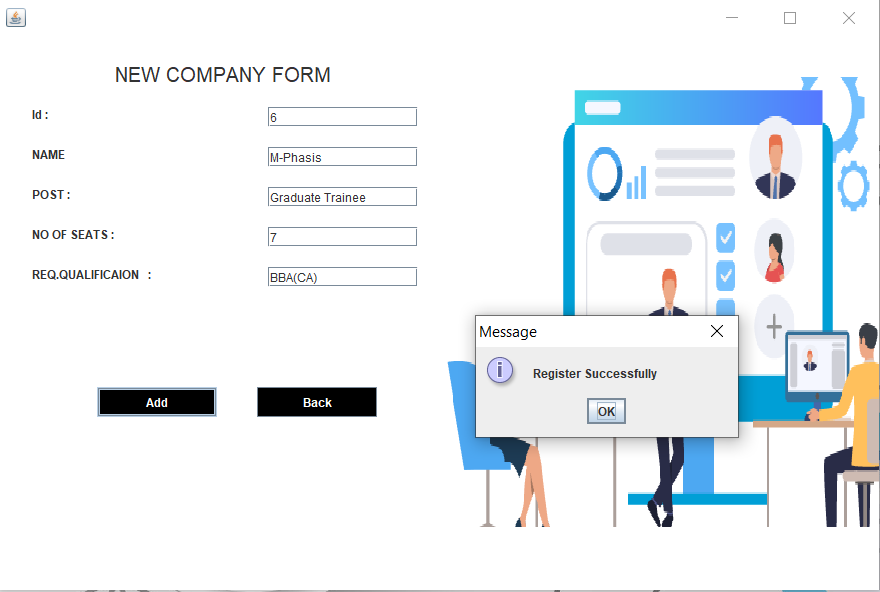 NEW COMPANY FORM
Id :
6
NAME
M-Phasis
POST :
Graduate Trainee
NO OF SEATS :
7
REQ.QUALIFICAION :
BBA(CA)
Add
Back
Message
Register Successfully
OK